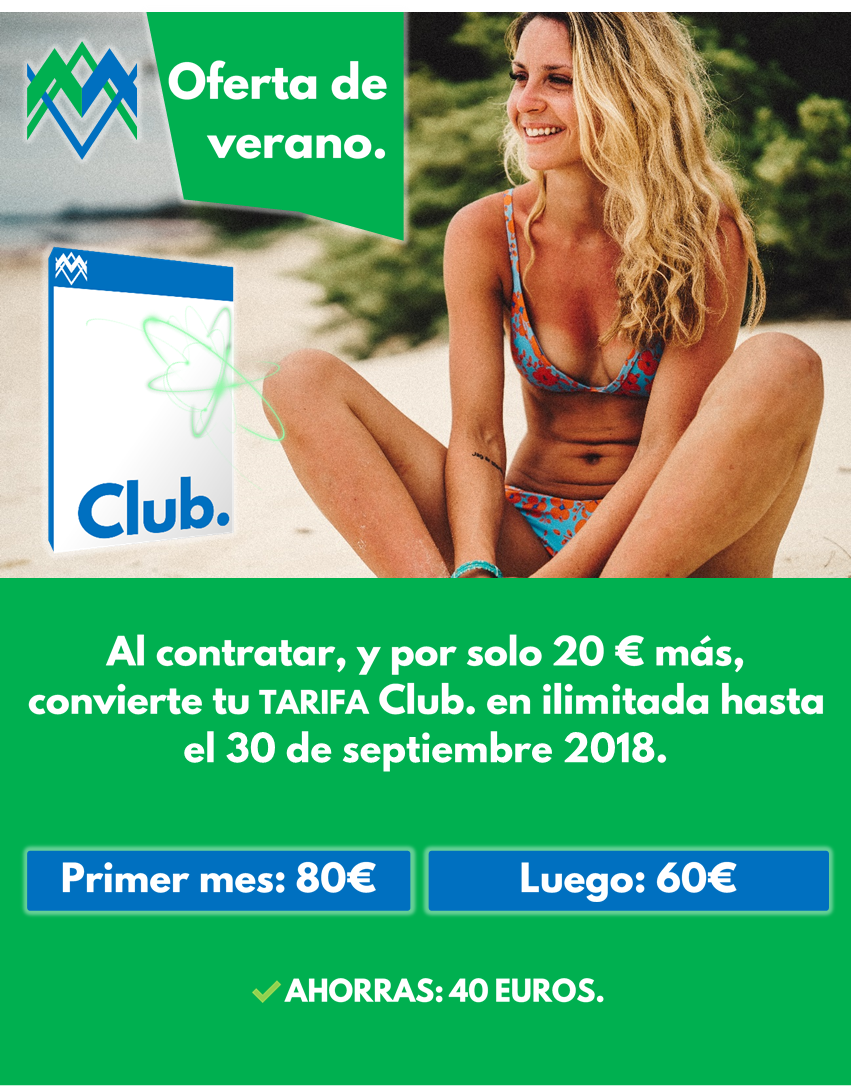 Oferta de
verano.
Club.
Al contratar, y por solo 20 € más,
convierte tu TARIFA Club. en ilimitada hasta
el 30 de septiembre 2018.
Primer mes: 80€
Luego: 60€
AHORRAS: 40 EUROS.